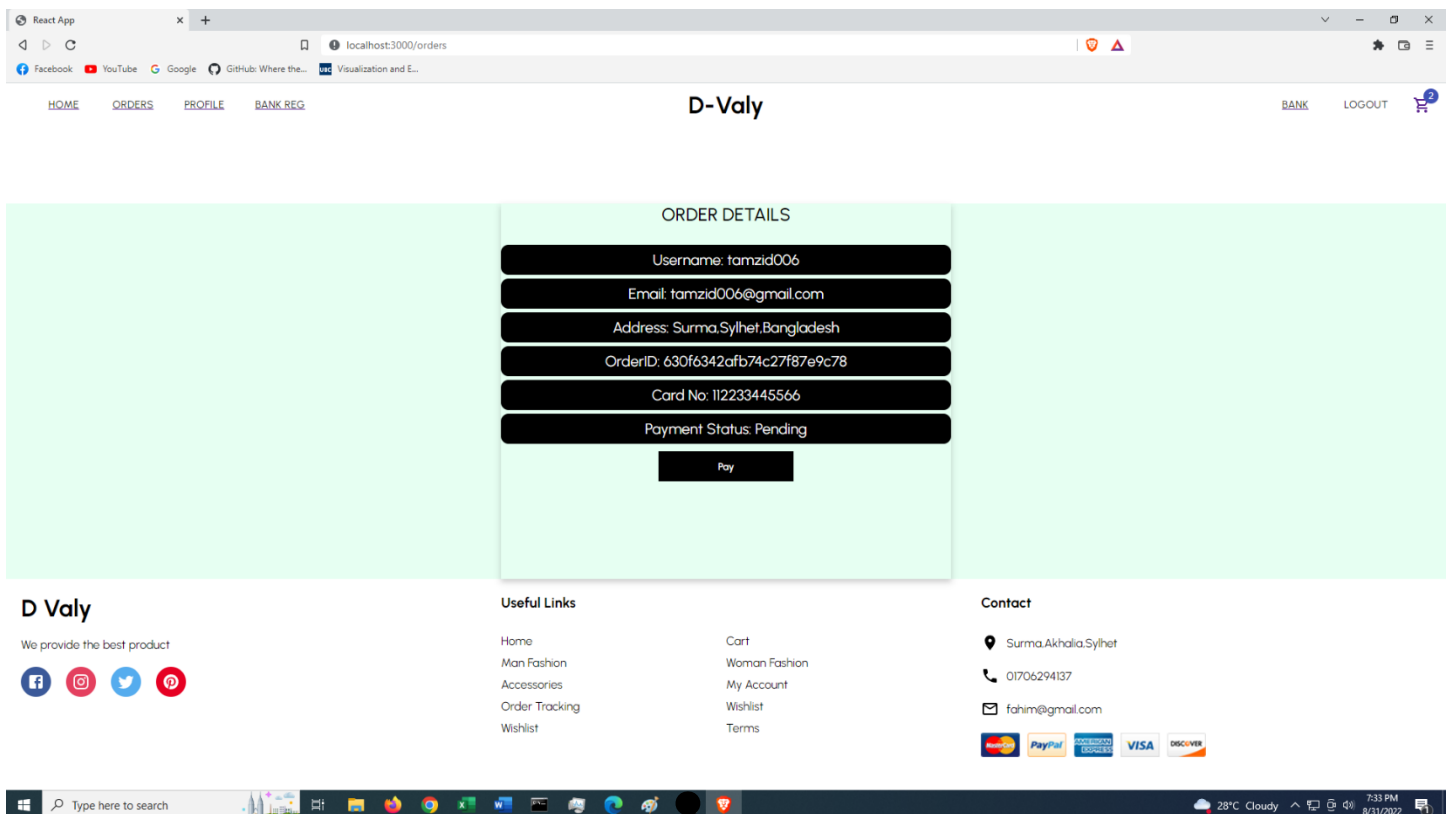 React App
localhost:3000/orders
Facebook YouTube Google GitHub: Where the... UBC Visualization and E...
HOME ORDERS PROFILE BANK REG D-Valy BANK LOGOUT 2
ORDER DETAILS
Username: tamzid006
Email: tamzid006@gmail.com
Address: Surma,Sylhet,Bangladesh
OrderID: 630f6342afb74c27f87e9c78
Card No: 112233445566
Payment Status: Pending
Pay
D Valy
We provide the best product
Useful Links
Home Cart
Man Fashion Woman Fashion
Accessories My Account
Order Tracking Wishlist
Wishlist Terms
Contact
Surma,Akhalia,Sylhet
01706294137
fahim@gmail.com
MasterCard PayPal AMERICAN EXPRESS VISA DISCOVER
Type here to search 28°C Cloudy 7:33 PM
8/31/2022